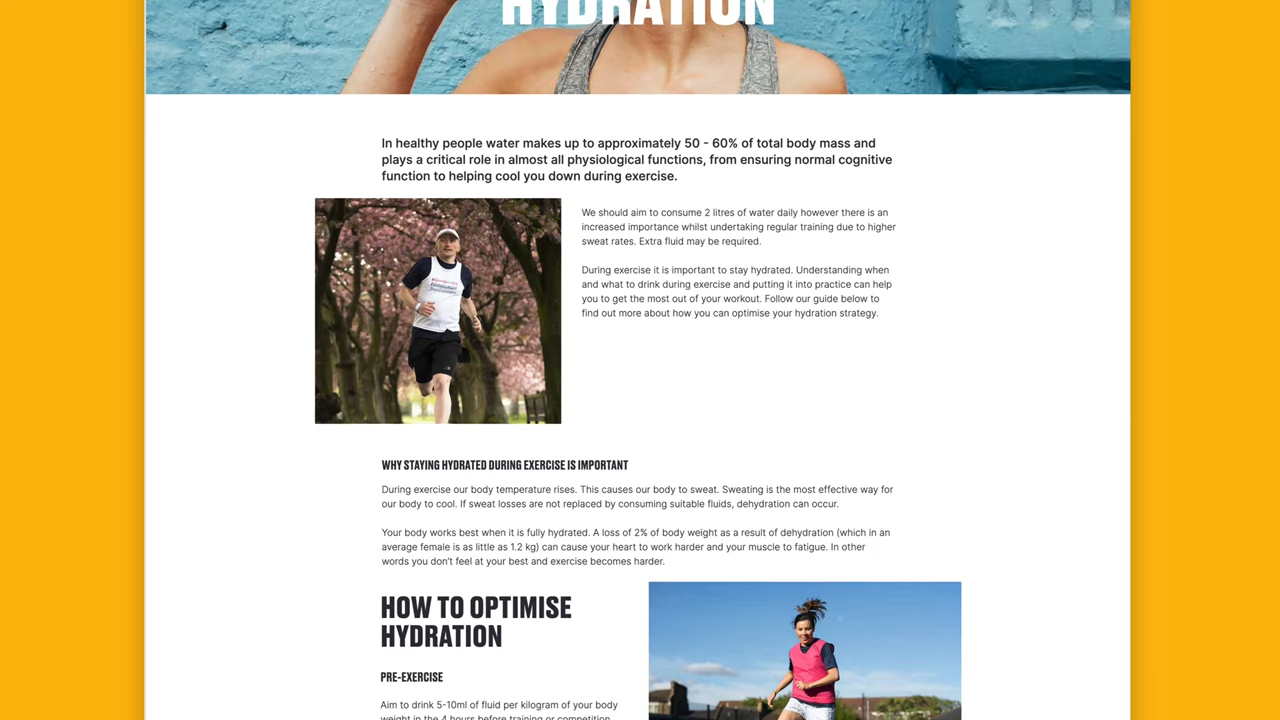 HYDRATION
In healthy people water makes up to approximately 50 - 60% of total body mass and
plays a critical role in almost all physiological functions, from ensuring normal cognitive
function to helping cool you down during exercise.
We should aim to consume 2 litres of water daily however there is an
increased importance whilst undertaking regular training due to higher
sweat rates. Extra fluid may be required.
During exercise it is important to stay hydrated. Understanding when
and what to drink during exercise and putting it into practice can help
you to get the most out of your workout. Follow our guide below to
find out more about how you can optimise your hydration strategy.
WHY STAYING HYDRATED DURING EXERCISE IS IMPORTANT
During exercise our body temperature rises. This causes our body to sweat. Sweating is the most effective way for
our body to cool. If sweat losses are not replaced by consuming suitable fluids, dehydration can occur.
Your body works best when it is fully hydrated. A loss of 2% of body weight as a result of dehydration (which in an
average female is as little as 1.2 kg) can cause your heart to work harder and your muscle to fatigue. In other
words you don't feel at your best and exercise becomes harder.
HOW TO OPTIMISE
HYDRATION
PRE-EXERCISE
Aim to drink 5-10ml of fluid per kilogram of your body
weight in the 4 hours before training or competition